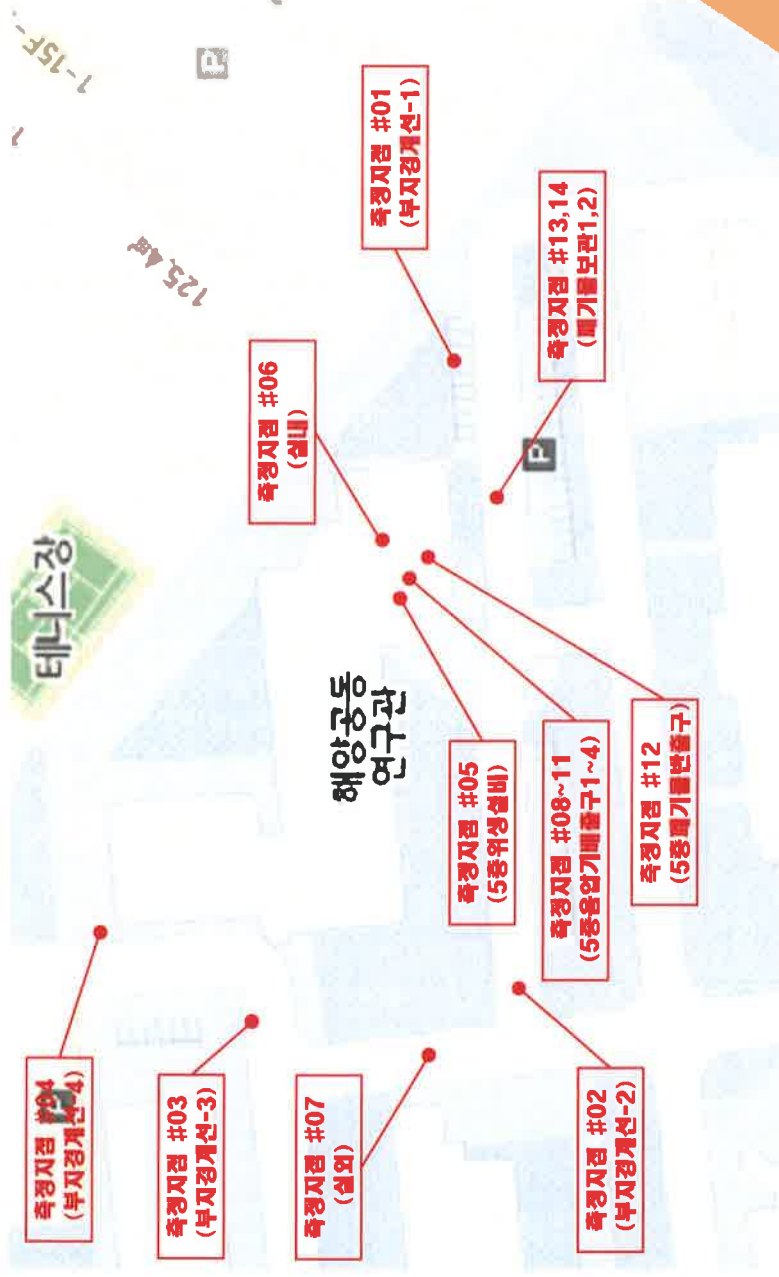 측정지점 #04
(부지경계선-4)
측정지점 #03
(부지경계선-3)
측정지점 #07
(실외)
측정지점 #02
(부지경계선-2)
테니스장
해양공동
연구관
측정지점 #05
(5층위생설비)
측정지점 #08~11
(5층음압기배출구1~4)
측정지점 #12
(5층폐기물반출구)
측정지점 #06
(실내)
측정지점 #01
(부지경계선-1)
측정지점 #13,14
(폐기물보관1,2)
P
P
1-15F-